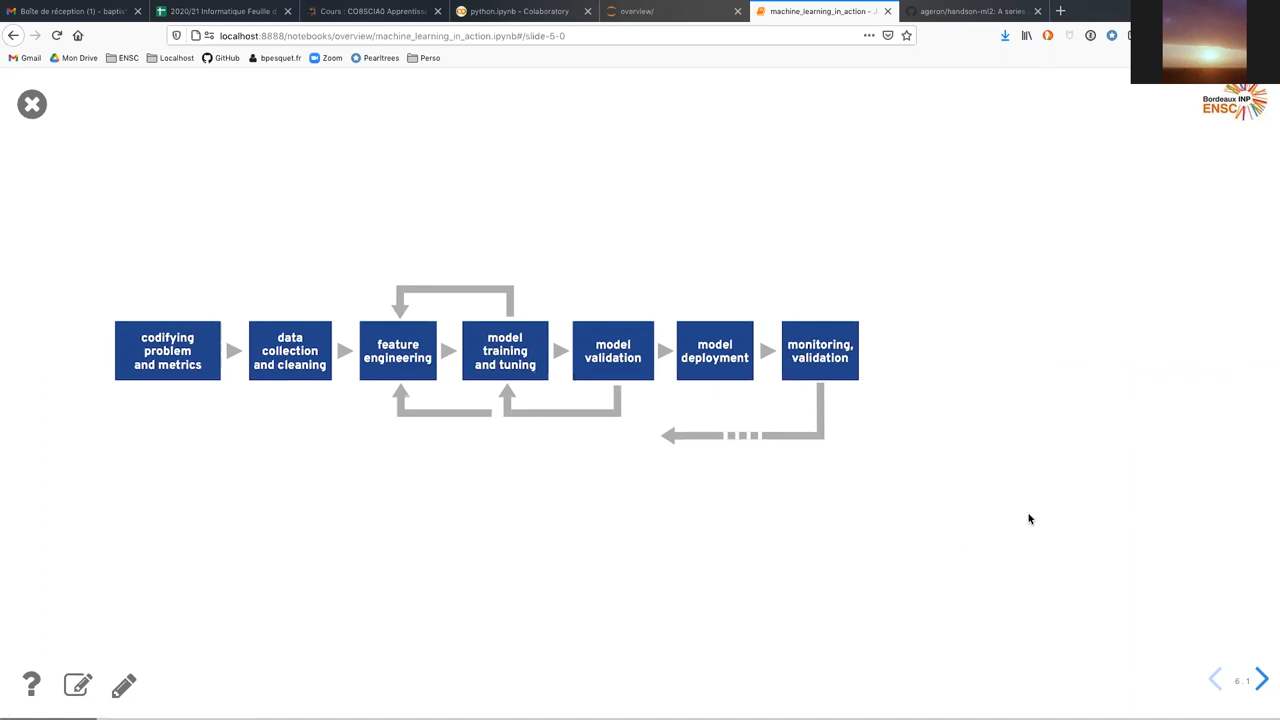 Boîte de réception (1) – baptis
2020/21 Informatique Feuille d
Cours : CO8SCIA0 Apprentissa
python.ipynb - Colaboratory
overview/
machine_learning_in_action - J
ageron/handson-ml2: A series
localhost:8888/notebooks/overview/machine_learning_in_action.ipynb#/slide-5-0
Gmail
Mon Drive
ENSC
Localhost
GitHub
bpesquet.fr
Zoom
Pearltrees
Perso
Bordeaux INP
ENSC
codifying
problem
and metrics
data
collection
and cleaning
feature
engineering
model
training
and tuning
model
validation
model
deployment
monitoring,
validation
?
6.1